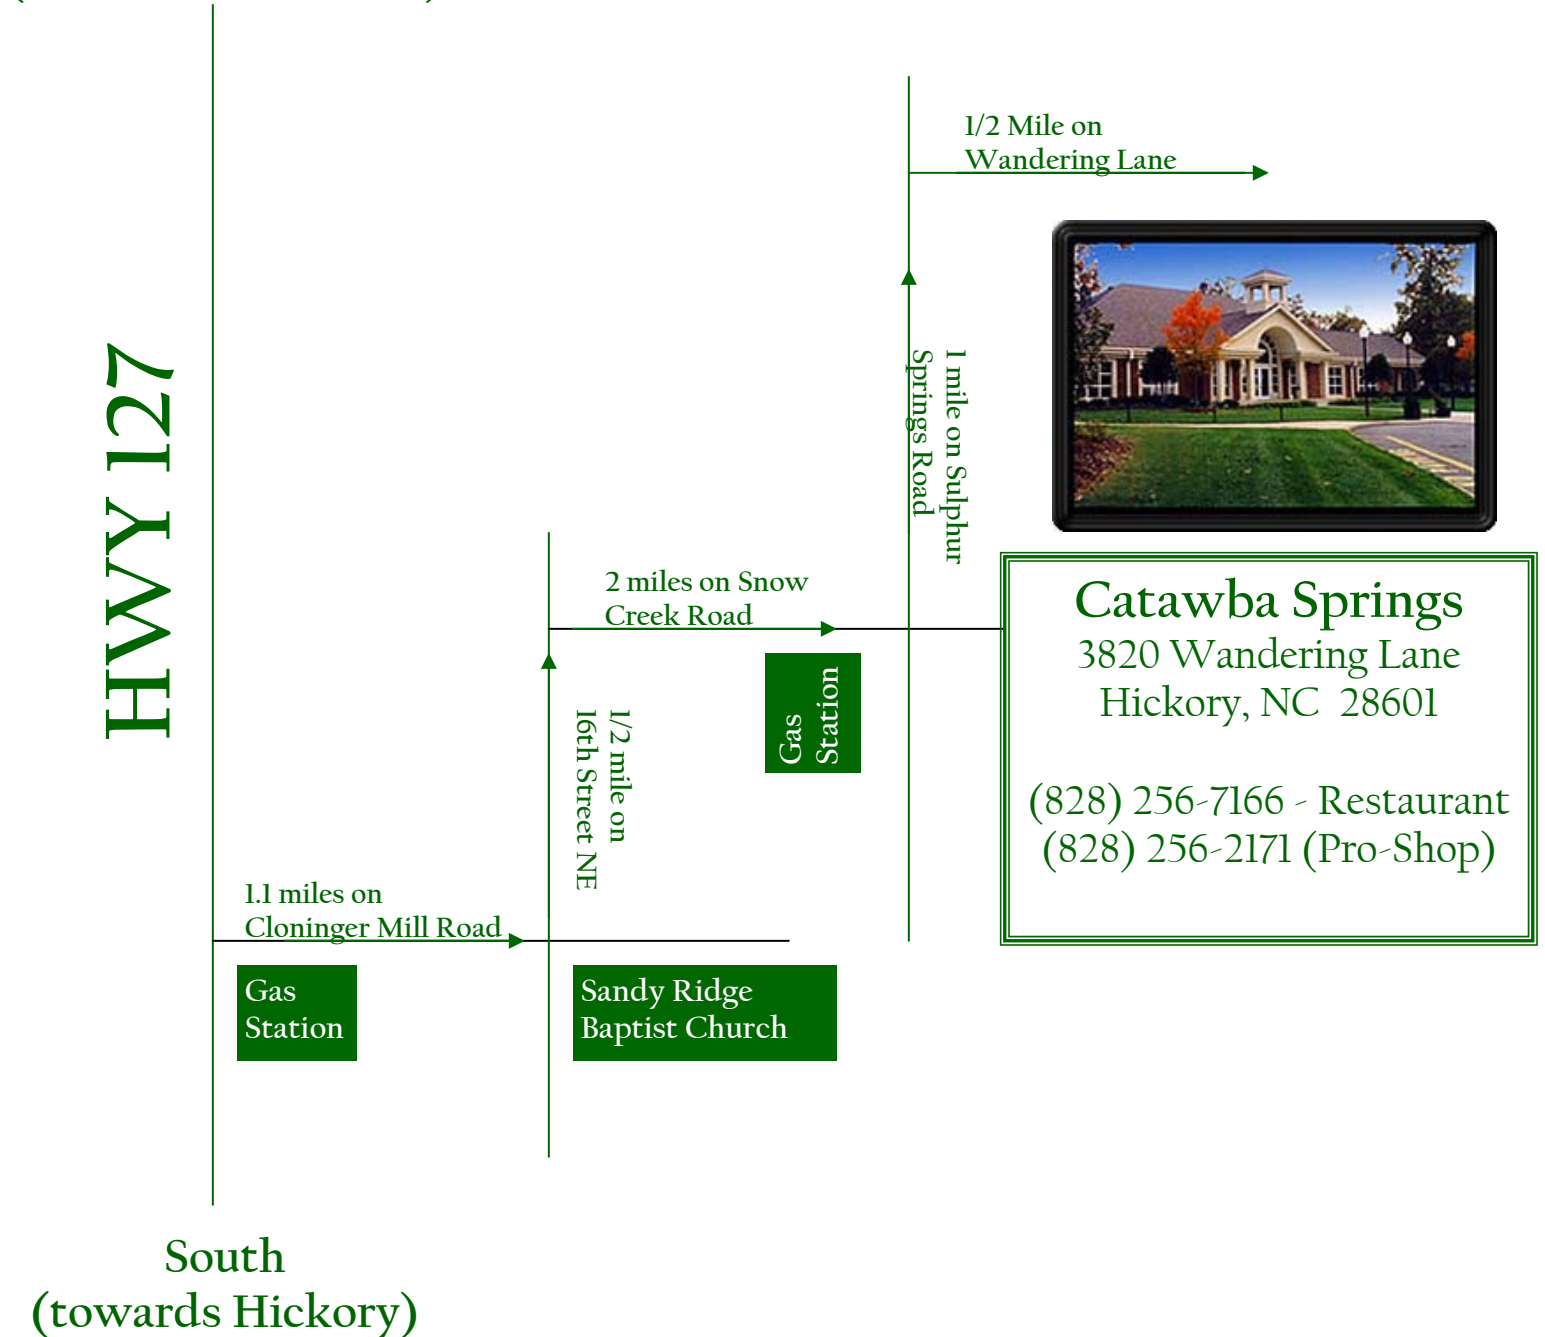 1/2 Mile on
Wandering Lane
HWY 127
1 mile on Sulphur
Springs Road
2 miles on Snow
Creek Road
Gas
Station
1/2 mile on
16th Street NE
Catawba Springs
3820 Wandering Lane
Hickory, NC 28601
(828) 256-7166 - Restaurant
(828) 256-2171 (Pro-Shop)
1.1 miles on
Cloninger Mill Road
Gas
Station
Sandy Ridge
Baptist Church
South
(towards Hickory)